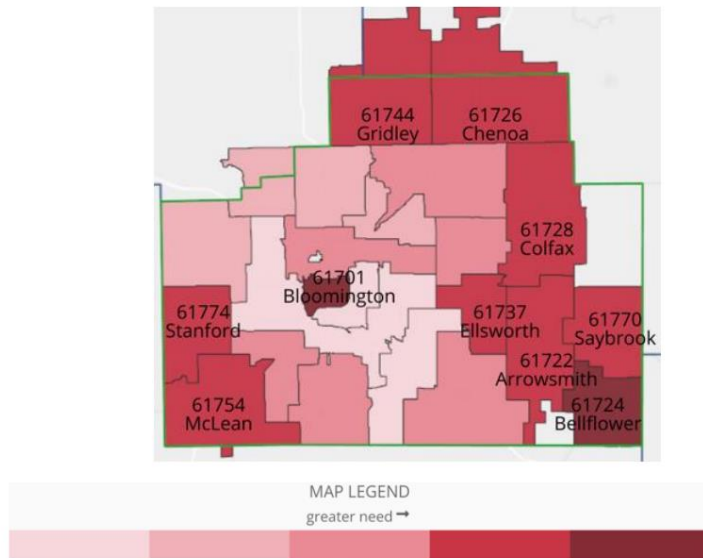 61744
Gridley
61726
Chenoa
61728
Colfax
61701
Bloomington
61774
Stanford
61737
Ellsworth
61770
Saybrook
61722
Arrowsmith
61754
McLean
61724
Bellflower
MAP LEGEND
greater need ➞